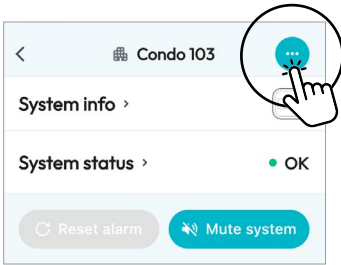 Condo 103
System info
System status
OK
Reset alarm
Mute system